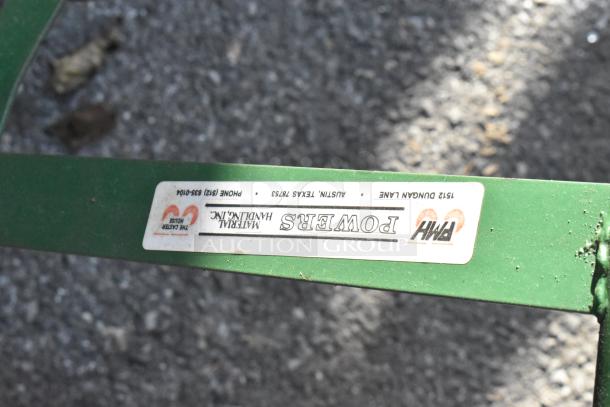 PMH
POWERS
MATERIAL
HANDLING, INC.
THE CASTER
HOUSE
1512 DUNGAN LANE • AUSTIN, TEXAS 78753 • PHONE (512) 835-0104
AUCTION GROUP